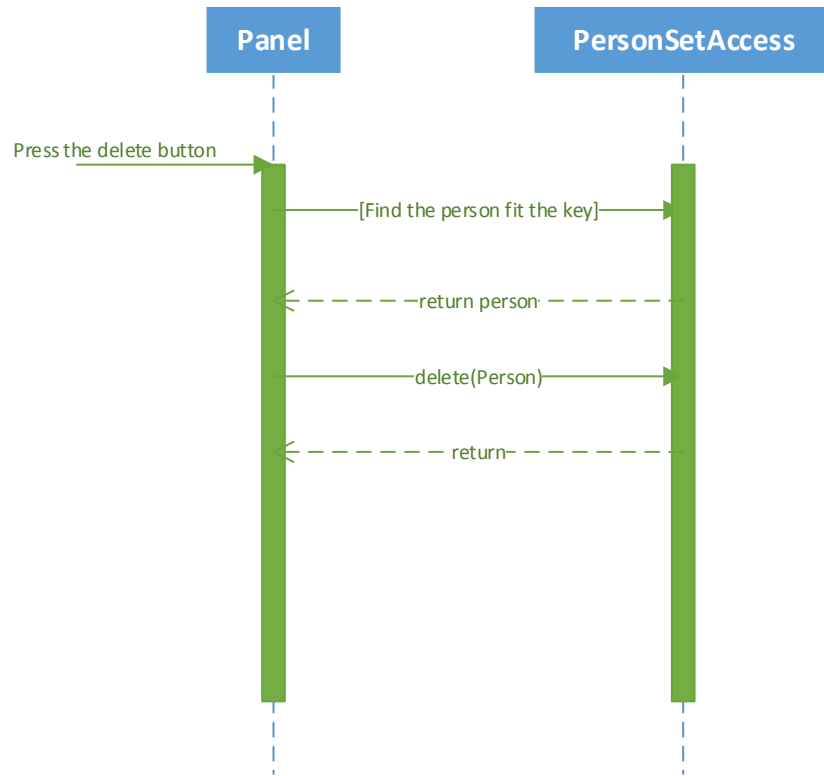 Panel
PersonSetAccess
Press the delete button
[Find the person fit the key]
return person
delete(Person)
return